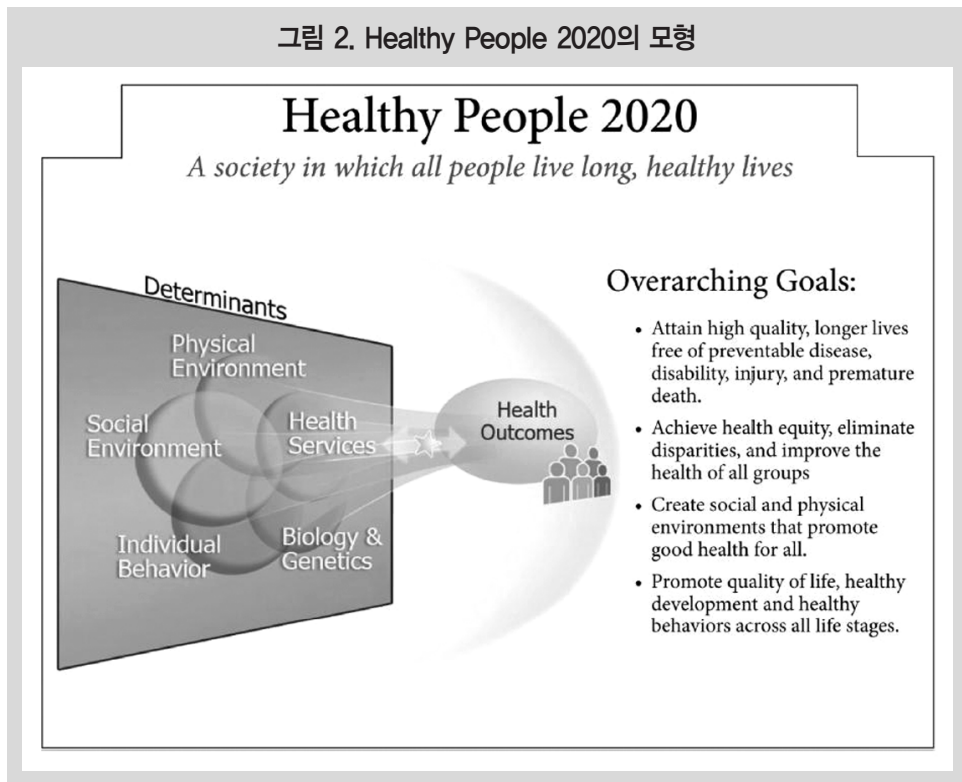 그림 2. Healthy People 2020의 모형
Healthy People 2020
A society in which all people live long, healthy lives
Determinants
Physical
Environment
Social
Environment
Health
Services
Individual
Behavior
Biology &
Genetics
Health
Outcomes
Overarching Goals:
• Attain high quality, longer lives
free of preventable disease,
disability, injury, and premature
death.
• Achieve health equity, eliminate
disparities, and improve the
health of all groups
• Create social and physical
environments that promote
good health for all.
• Promote quality of life, healthy
development and healthy
behaviors across all life stages.